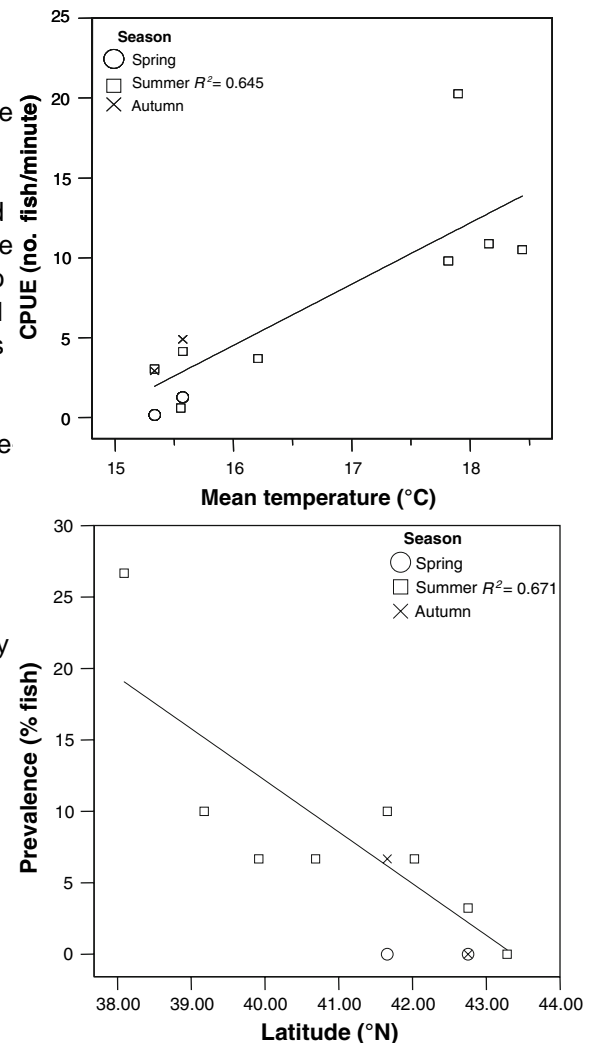 25
Season
Spring
Summer R²= 0.645
Autumn
20
15
10
5
0
CPUE (no. fish/minute)
15 16 17 18
Mean temperature (°C)
30
Season
Spring
Summer R²= 0.671
Autumn
25
20
15
10
5
0
Prevalence (% fish)
38.00 39.00 40.00 41.00 42.00 43.00 44.00
Latitude (°N)